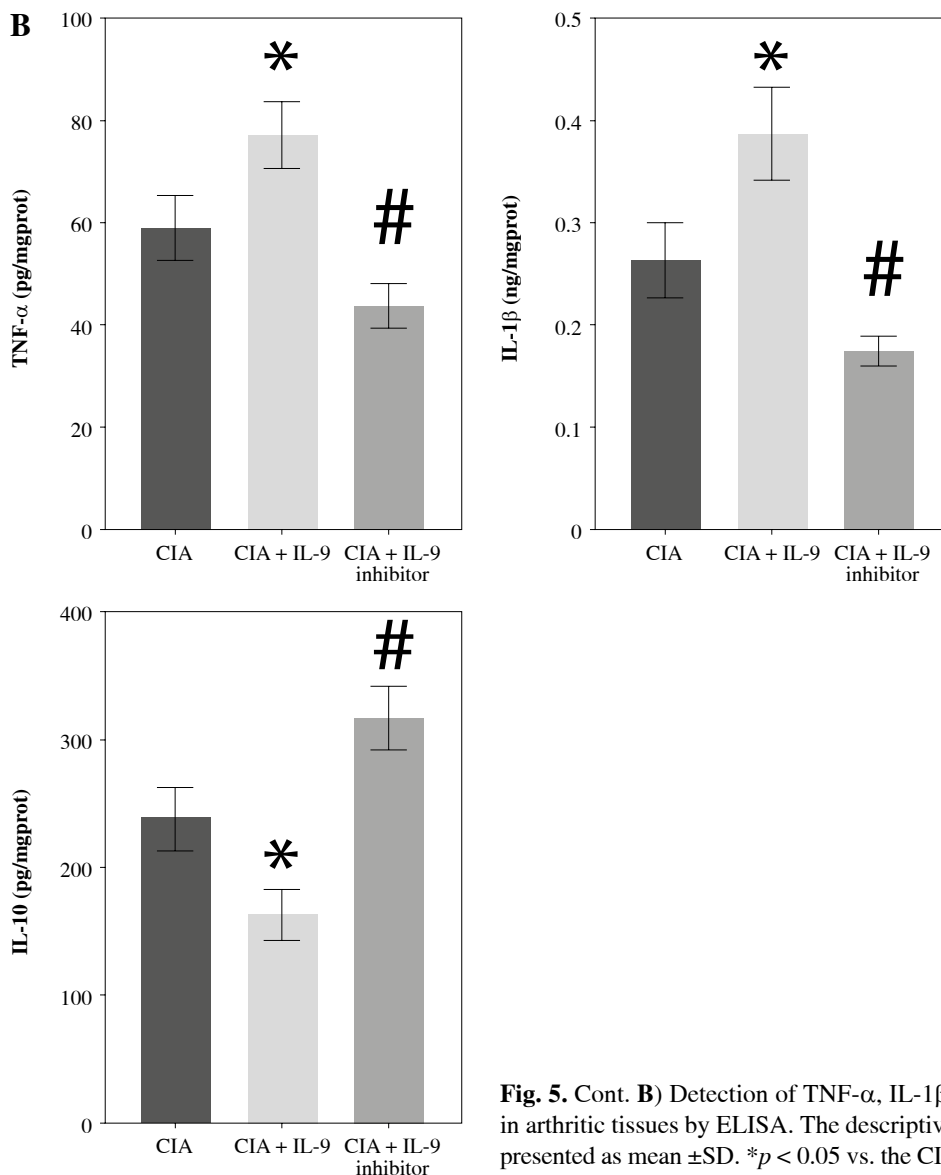 B
100
80
60
40
20
0
TNF-α (pg/mgprot)
*
#
CIA
CIA + IL-9
CIA + IL-9
inhibitor
0.5
0.4
0.3
0.2
0.1
0
IL-1β (ng/mgprot)
*
#
CIA
CIA + IL-9
CIA + IL-9
inhibitor
400
300
200
100
0
IL-10 (pg/mgprot)
*
#
CIA
CIA + IL-9
CIA + IL-9
inhibitor
Fig. 5. Cont. B) Detection of TNF-α, IL-1β
in arthritic tissues by ELISA. The descriptiv
presented as mean ±SD. *p < 0.05 vs. the CI